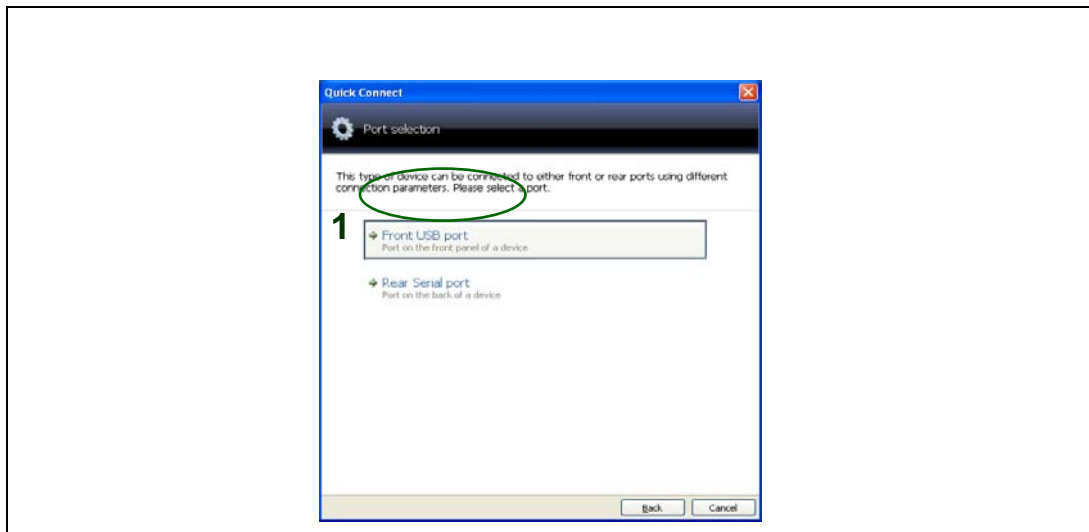 Quick Connect
Port selection
This type of device can be connected to either front or rear ports using different
connection parameters. Please select a port.
1
Front USB port
Port on the front panel of a device
Rear Serial port
Port on the back of a device
Back
Cancel